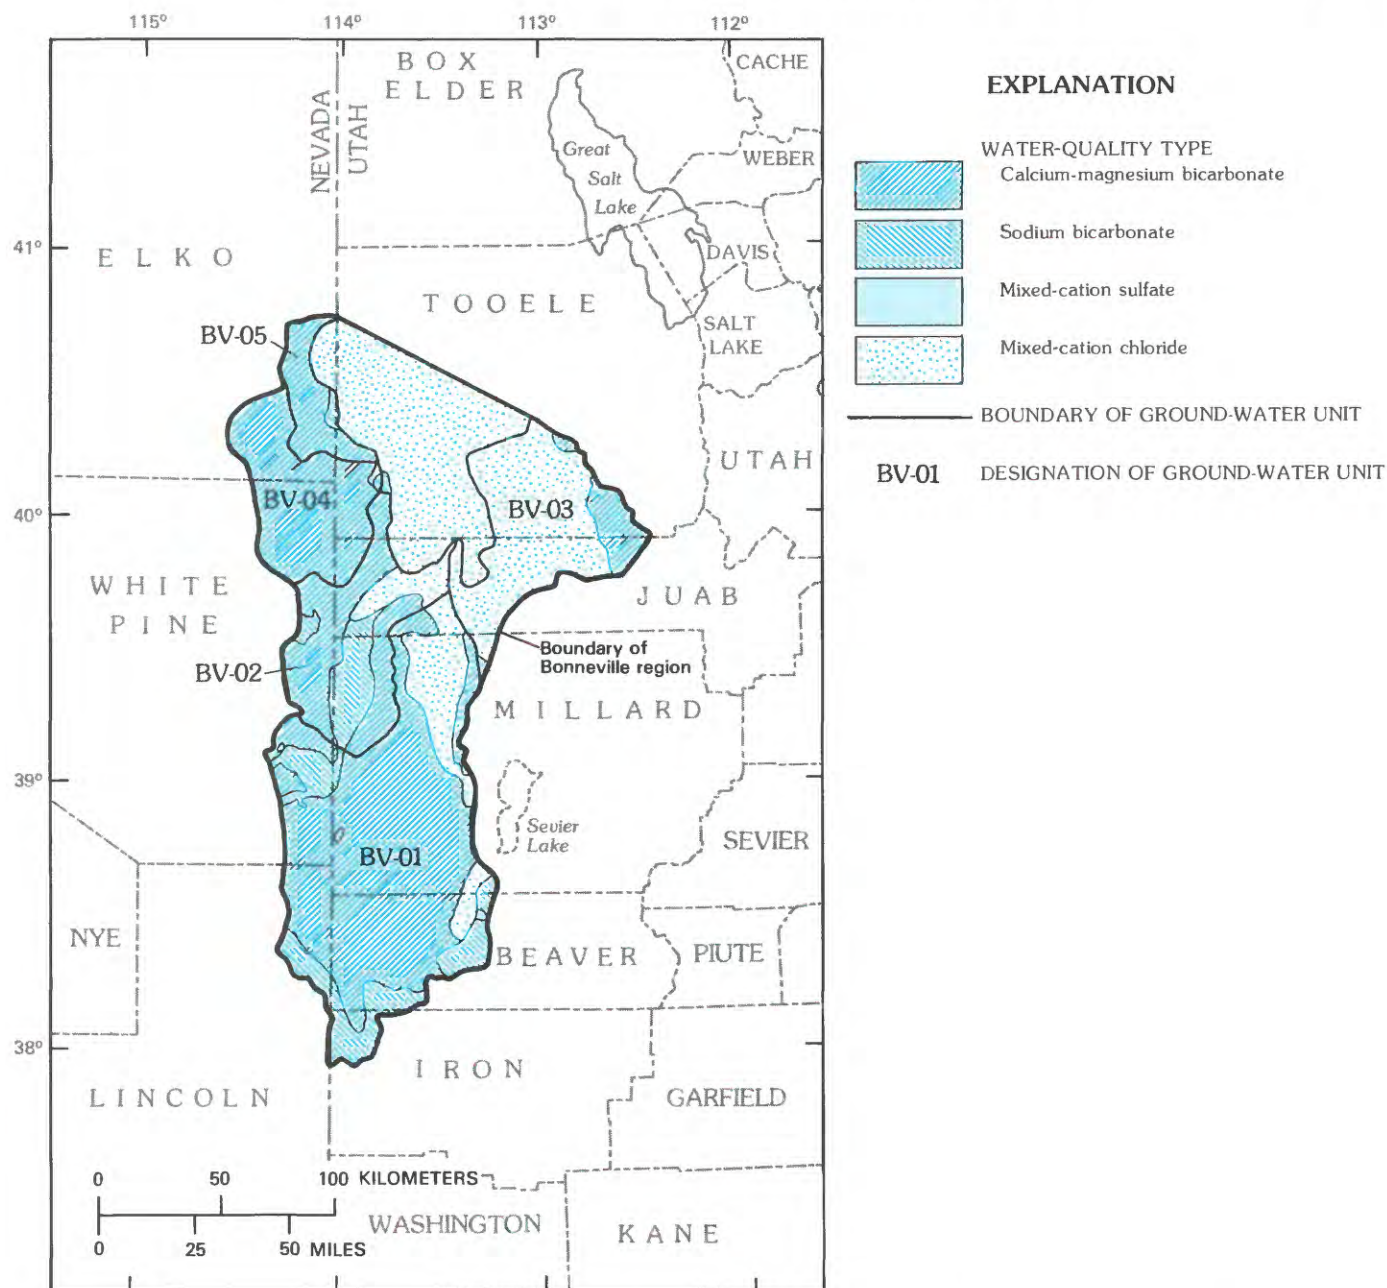 115°
114°
113°
112°
BOX
ELDER
CACHE
NEVADA
UTAH
Great
Salt
Lake
WEBER
41°
ELKO
DAVIS
TOOELE
SALT
LAKE
BV-05
UTAH
BV-04
BV-03
40°
WHITE
PINE
JUAB
Boundary of
Bonneville region
BV-02
MILLARD
39°
Sevier
Lake
SEVIER
BV-01
NYE
BEAVER
PIUTE
38°
IRON
LINCOLN
GARFIELD
0 50 100 KILOMETERS
WASHINGTON
KANE
0 25 50 MILES
EXPLANATION
WATER-QUALITY TYPE
Calcium-magnesium bicarbonate
Sodium bicarbonate
Mixed-cation sulfate
Mixed-cation chloride
BOUNDARY OF GROUND-WATER UNIT
BV-01 DESIGNATION OF GROUND-WATER UNIT